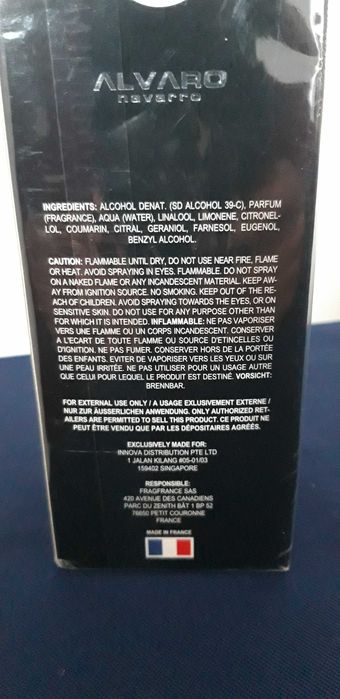 ALVARO
navarro
INGREDIENTS: ALCOHOL DENAT. (SD ALCOHOL 39-C), PARFUM
(FRAGRANCE), AQUA (WATER), LINALOOL, LIMONENE, CITRONEL-
LOL, COUMARIN, CITRAL, GERANIOL, FARNESOL, EUGENOL,
BENZYL ALCOHOL.
CAUTION: FLAMMABLE UNTIL DRY, DO NOT USE NEAR FIRE, FLAME
OR HEAT. AVOID SPRAYING IN EYES. FLAMMABLE. DO NOT SPRAY
ON A NAKED FLAME OR ANY INCANDESCENT MATERIAL. KEEP AW-
AY FROM IGNITION SOURCE. NO SMOKING. KEEP OUT OF THE RE-
ACH OF CHILDREN. AVOID SPRAYING TOWARDS THE EYES, OR ON
SENSITIVE SKIN. DO NOT USE FOR ANY PURPOSE OTHER THAN
FOR WHICH IT IS INTENDED. INFLAMMABLE: NE PAS VAPORISER
VERS UNE FLAMME OU UN CORPS INCANDESCENT. CONSERVER
A L'ECART DE TOUTE FLAMME OU SOURCE D'ETINCELLES OU
D'IGNITION. NE PAS FUMER. CONSERVER HORS DE LA PORTÉE
DES ENFANTS. EVITER DE VAPORISER VERS LES YEUX OU SUR
UNE PEAU IRRITÉE. NE PAS UTILISER POUR UN USAGE AUTRE
QUE CELUI POUR LEQUEL LE PRODUIT EST DESTINÉ. VORSICHT:
BRENNBAR.
FOR EXTERNAL USE ONLY / A USAGE EXLUSIVEMENT EXTERNE /
NUR ZUR ÄUSSERLICHEN ANWENDUNG. ONLY AUTHORIZED RET-
AILERS ARE PERMITTED TO SELL THIS PRODUCT. CE PRODUIT NE
PEUT ÊTRE VENDU QUE PAR LES DÉPOSITAIRES AGRÉÉS.
EXCLUSIVELY MADE FOR:
INNOVA DISTRIBUTION PTE LTD
1 JALAN KILANG #05-01/03
159402 SINGAPORE
RESPONSIBLE:
FRAGFRANCE SAS
420 AVENUE DES CANADIENS
PARC DU ZENITH BÂT 1 BP 52
76650 PETIT COURONNE
FRANCE
MADE IN FRANCE